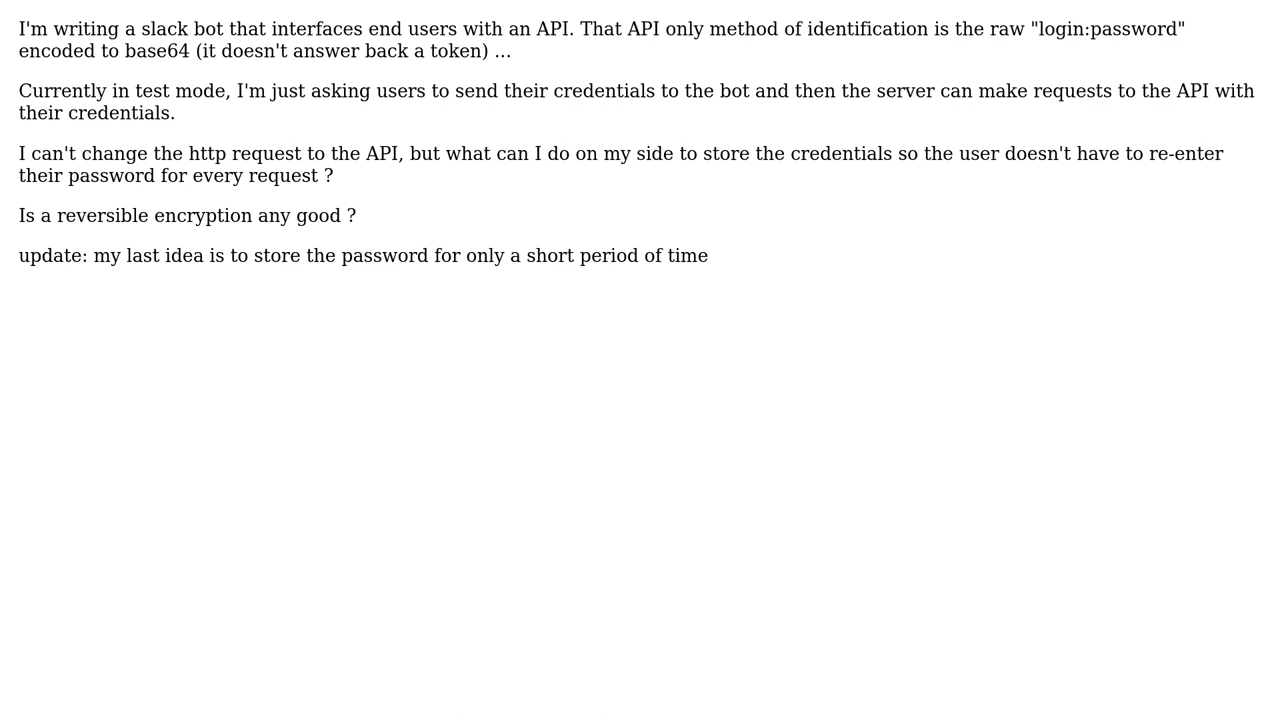 I'm writing a slack bot that interfaces end users with an API. That API only method of identification is the raw "login:password"
encoded to base64 (it doesn't answer back a token) ...
Currently in test mode, I'm just asking users to send their credentials to the bot and then the server can make requests to the API with
their credentials.
I can't change the http request to the API, but what can I do on my side to store the credentials so the user doesn't have to re-enter
their password for every request ?
Is a reversible encryption any good ?
update: my last idea is to store the password for only a short period of time